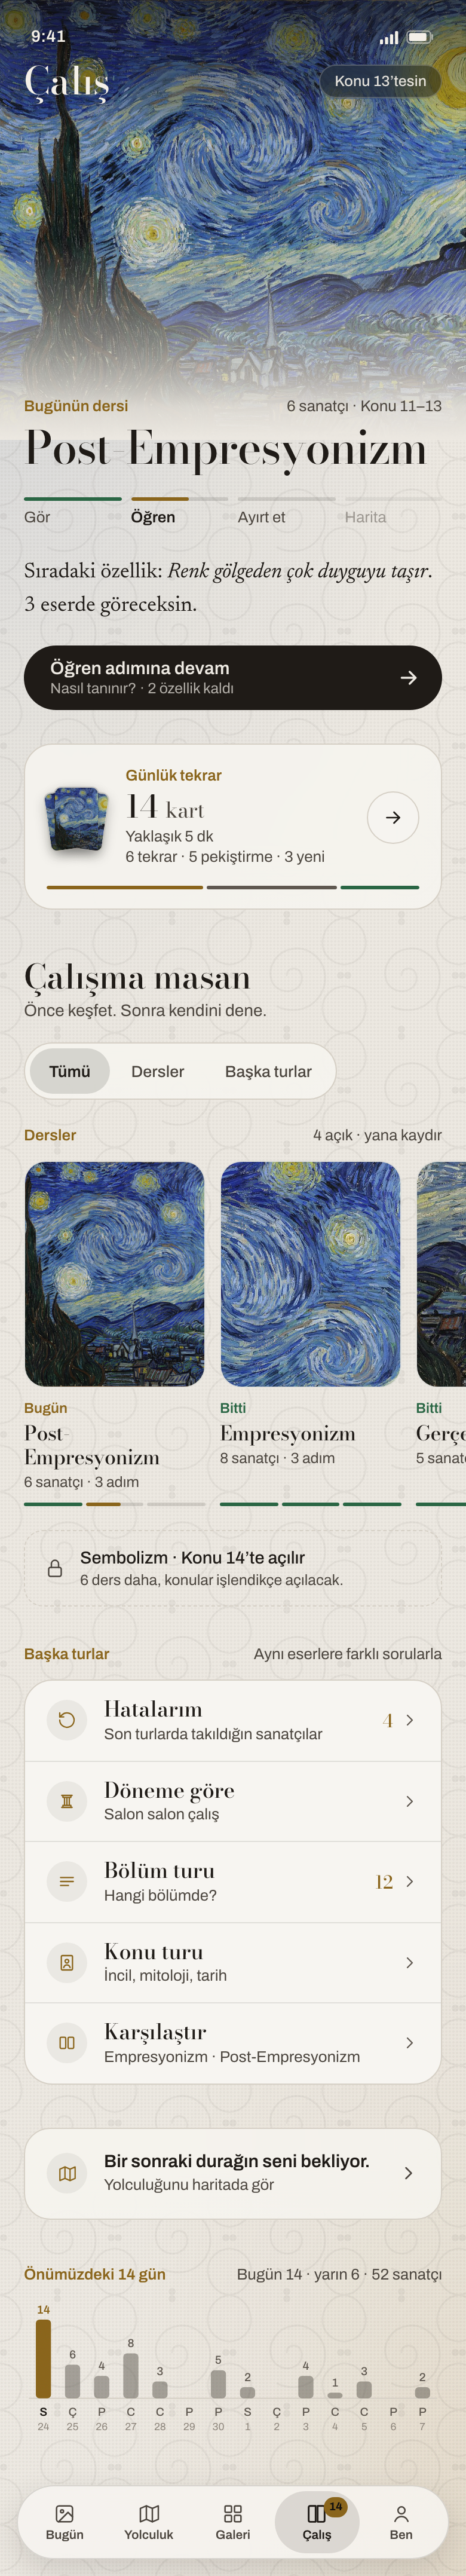 9:41
Çalış
Konu 13'tesin
Bugünün dersi
6 sanatçı · Konu 11–13
Post-Empresyonizm
Gör
Öğren
Ayırt et
Harita
Sıradaki özellik: Renk gölgeden çok duyguyu taşır.
3 eserde göreceksin.
Öğren adımına devam
Nasıl tanınır? · 2 özellik kaldı
Günlük tekrar
14 kart
Yaklaşık 5 dk
6 tekrar · 5 pekiştirme · 3 yeni
Çalışma masan
Önce keşfet. Sonra kendini dene.
Tümü
Dersler
Başka turlar
Dersler
4 açık · yana kaydır
Bugün
Post-
Empresyonizm
6 sanatçı · 3 adım
Bitti
Empresyonizm
8 sanatçı · 3 adım
Bitti
Gerçe
5 sanatç
Sembolizm · Konu 14'te açılır
6 ders daha, konular işlendikçe açılacak.
Başka turlar
Aynı eserlere farklı sorularla
Hatalarım
Son turlarda takıldığın sanatçılar
4
Döneme göre
Salon salon çalış
Bölüm turu
Hangi bölümde?
12
Konu turu
İncil, mitoloji, tarih
Karşılaştır
Empresyonizm · Post-Empresyonizm
Bir sonraki durağın seni bekliyor.
Yolculuğunu haritada gör
Önümüzdeki 14 gün
Bugün 14 · yarın 6 · 52 sanatçı
14 6 4 8 3 5 2 4 1 3 2
S Ç P C C P P S Ç P C C P P
24 25 26 27 28 29 30 1 2 3 4 5 6 7
14
Bugün
Yolculuk
Galeri
Çalış
Ben